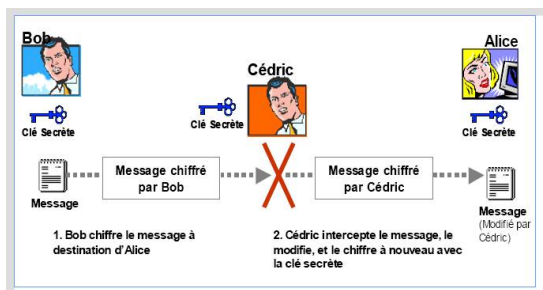 Bob
Alice
Cédric
Clé Secrète
Clé Secrète
Clé Secrète
Message chiffré
par Bob
Message chiffré
par Cédric
Message
Message
(Modifié par
Cédric)
1. Bob chiffre le message à
destination d'Alice
2. Cédric intercepte le message, le
modifie, et le chiffre à nouveau avec
la clé secrète